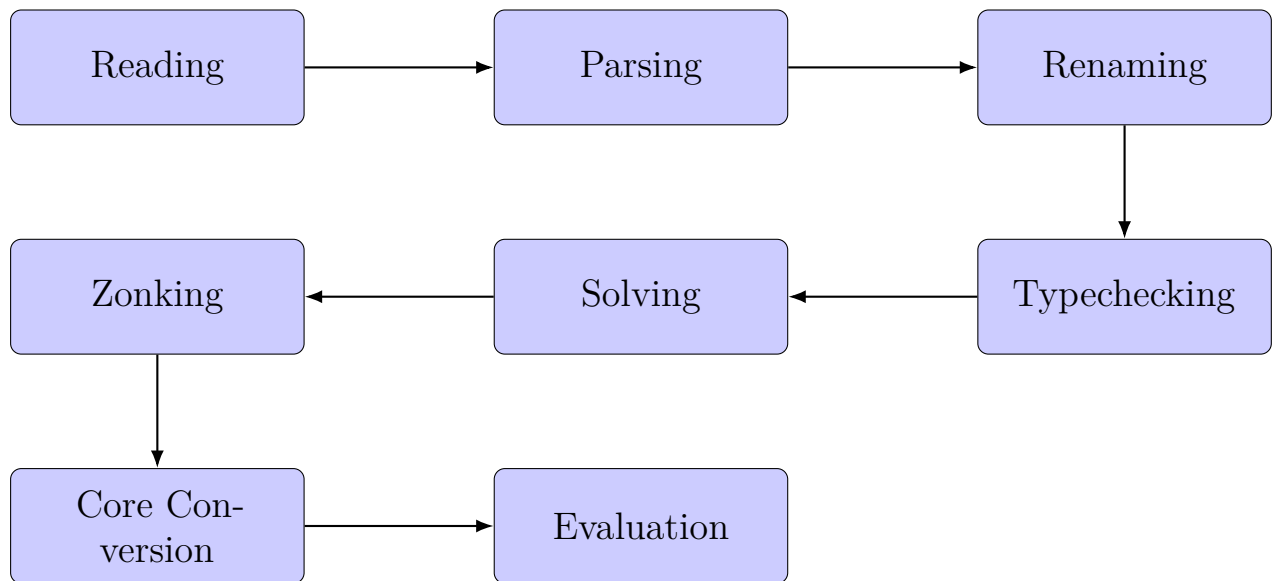 Reading
Parsing
Renaming
Typechecking
Solving
Zonking
Core Con-
version
Evaluation